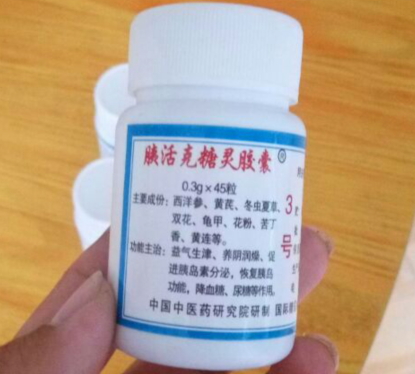 胰活克糖灵胶囊®
0.3g×45粒
主要成份：西洋参、黄芪、冬虫夏草、
双花、龟甲、花粉、苦丁
香、黄连等。
功能主治：益气生津、养阴润燥、促
进胰岛素分泌，恢复胰岛
功能，降血糖、尿糖等作用。
中国中医药研究院研制 国际
3
号